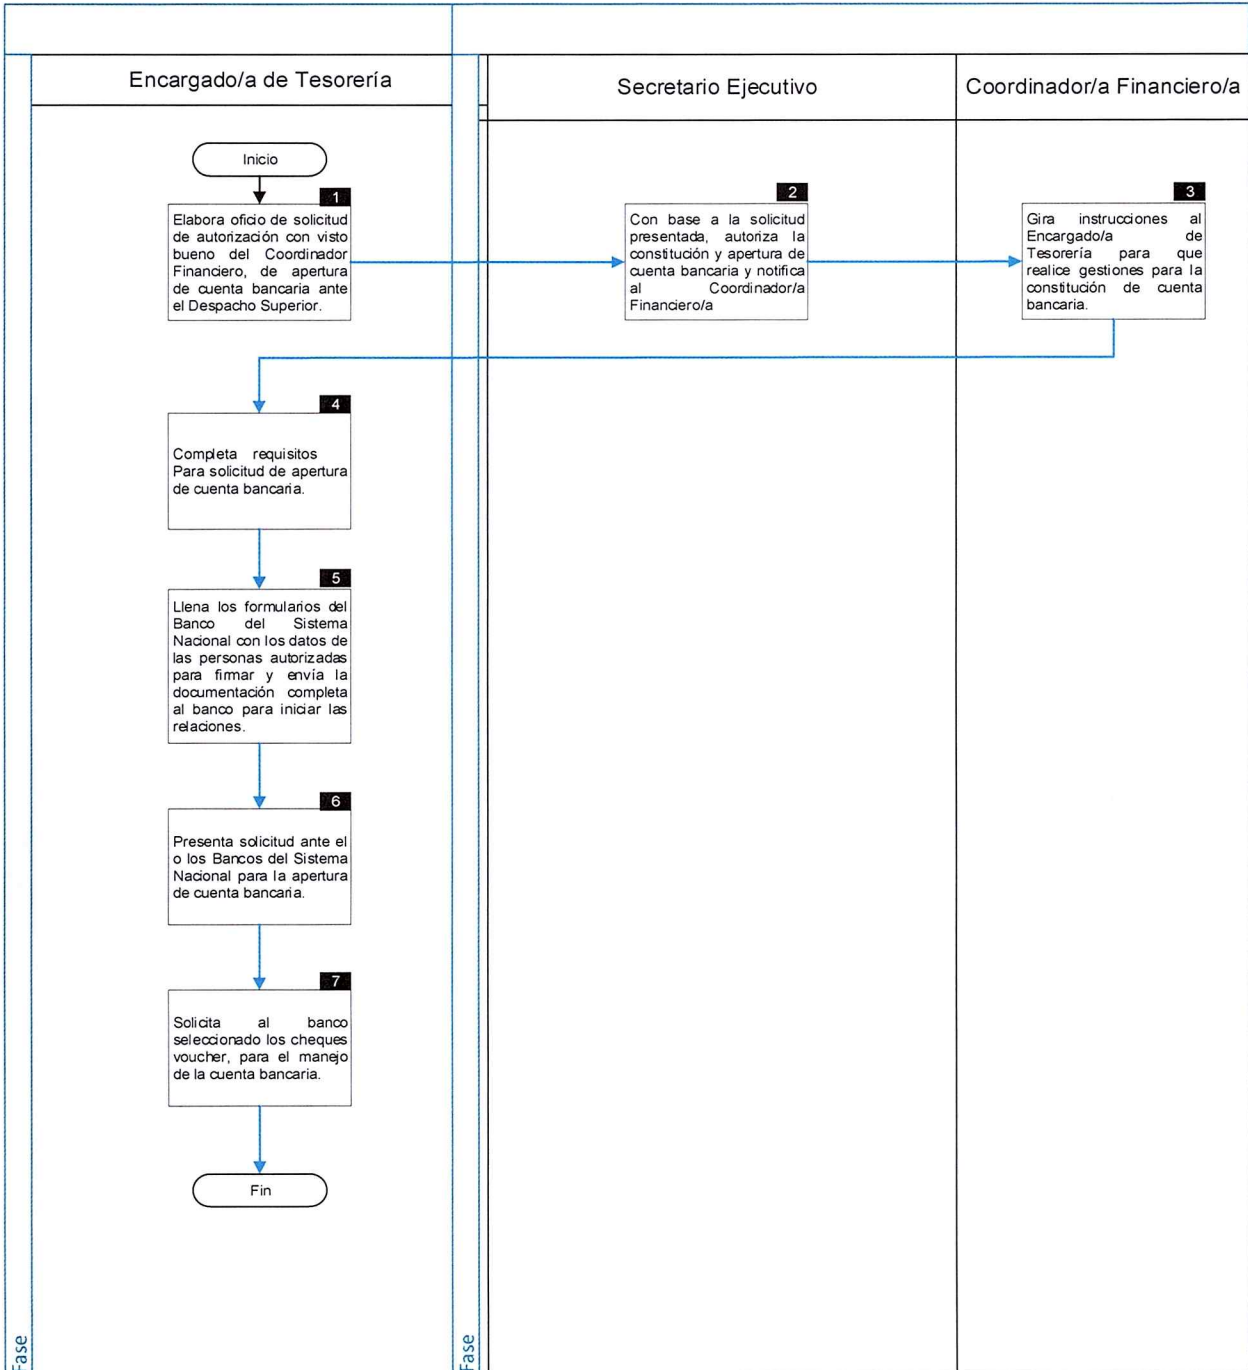 Encargado/a de Tesorería
Secretario Ejecutivo
Coordinador/a Financiero/a
Inicio
1
Elabora oficio de solicitud
de autorización con visto
bueno del Coordinador
Financiero, de apertura
de cuenta bancaria ante
el Despacho Superior.
2
Con base a la solicitud
presentada, autoriza la
constitución y apertura de
cuenta bancaria y notifica
al Coordinador/a
Financiero/a
3
Gira instrucciones al
Encargado/a de
Tesorería para que
realice gestiones para la
constitución de cuenta
bancaria.
4
Completa requisitos
Para solicitud de apertura
de cuenta bancaria.
5
Llena los formularios del
Banco del Sistema
Nacional con los datos de
las personas autorizadas
para firmar y envía la
documentación completa
al banco para iniciar las
relaciones.
6
Presenta solicitud ante el
o los Bancos del Sistema
Nacional para la apertura
de cuenta bancaria.
7
Solicita al banco
seleccionado los cheques
voucher, para el manejo
de la cuenta bancaria.
Fin
Fase
Fase